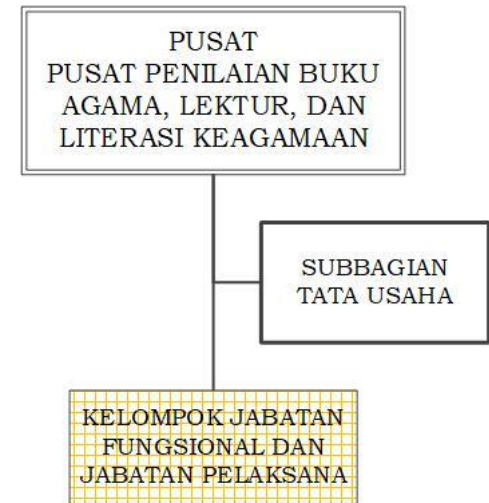 PUSAT
PUSAT PENILAIAN BUKU
AGAMA, LEKTUR, DAN
LITERASI KEAGAMAAN
SUBBAGIAN
TATA USAHA
KELOMPOK JABATAN
FUNGSIONAL DAN
JABATAN PELAKSANA